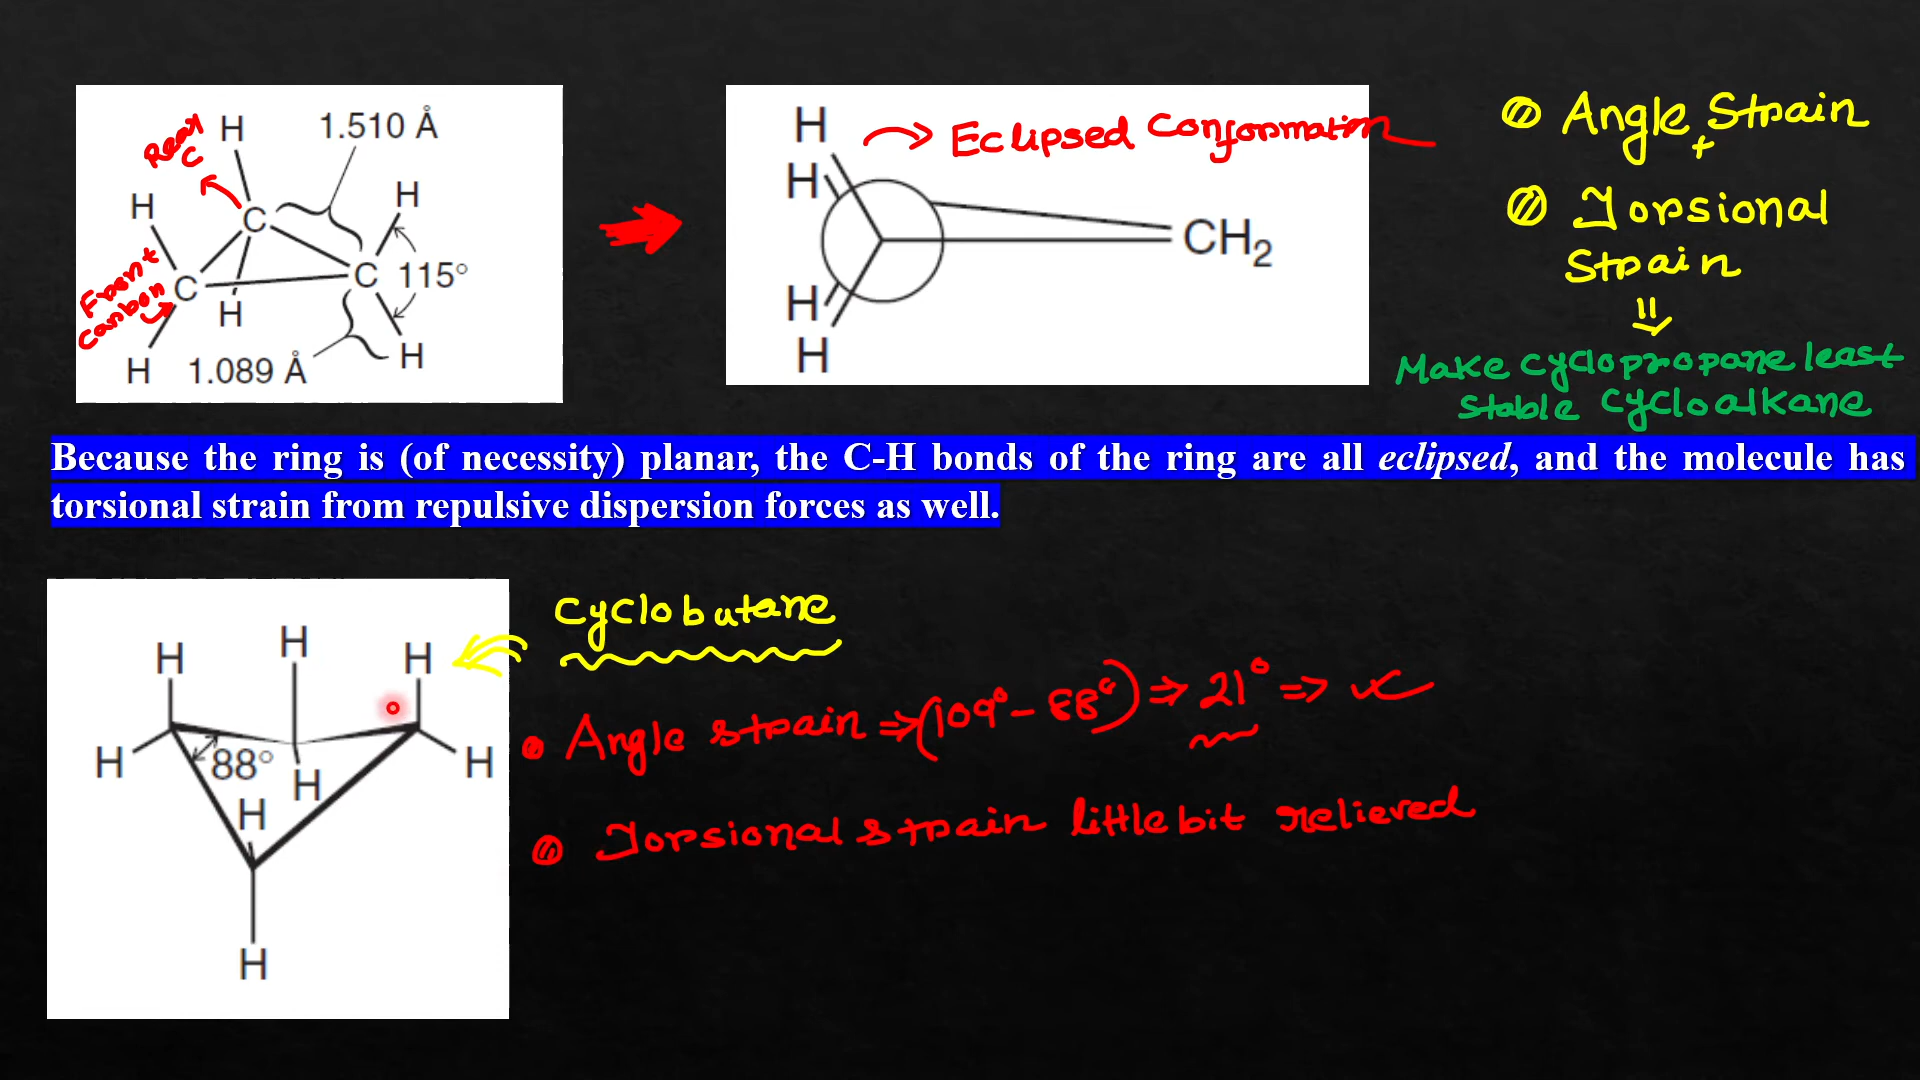 Rear C
H
1.510 Å
H
H
C
C
C
115°
Front carbon
H
H
1.089 Å
H
H
H
H
H
CH2
Eclipsed Conformation
Angle Strain
+
Torsional
Strain
Make cyclopropane least
stable cycloalkane
Because the ring is (of necessity) planar, the C-H bonds of the ring are all eclipsed, and the molecule has
torsional strain from repulsive dispersion forces as well.
Cyclobutane
H
H
H
H
88°
H
H
H
H
Angle strain ⇒ (109° - 88°) ⇒ 21° ⇒
Torsional strain little bit relieved